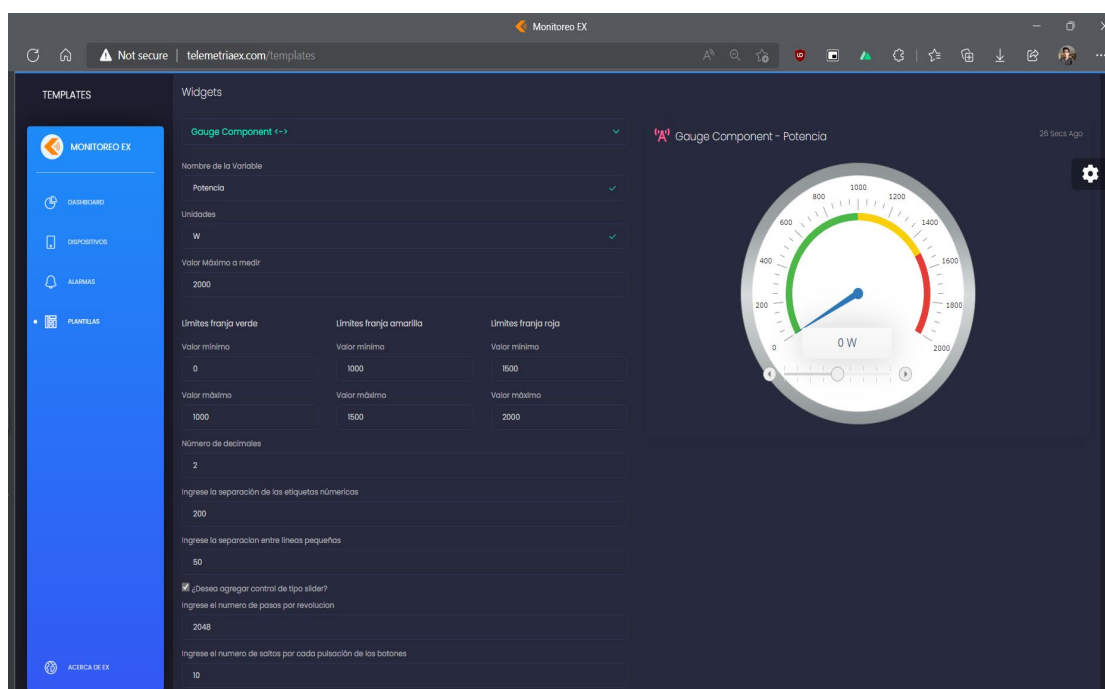 Monitoreo EX
Not secure | telemetriaex.com/templates
TEMPLATES
MONITOREO EX
DASHBOARD
DISPOSITIVOS
ALARMAS
PLANTILLAS
ACERCA DE EX
Widgets
Gauge Component <->
Nombre de la Variable
Potencia
Unidades
W
Valor Máximo a medir
2000
Limites franja verde
Límites franja amarilla
Límites franja roja
Valor mínimo
Valor mínimo
Valor mínimo
0
1000
1500
Valor máximo
Valor máximo
Valor máximo
1000
1500
2000
Número de decimales
2
Ingrese la separación de las etiquetas númericas
200
Ingrese la separacion entre lineas pequeñas
50
¿Desea agregar control de tipo slider?
Ingrese el numero de pasos por revolucion
2048
Ingrese el numero de saltos por cada pulsación de los botones
10
Gauge Component - Potencia
26 Secs Ago
0
200
400
600
800
1000
1200
1400
1600
1800
2000
0 W